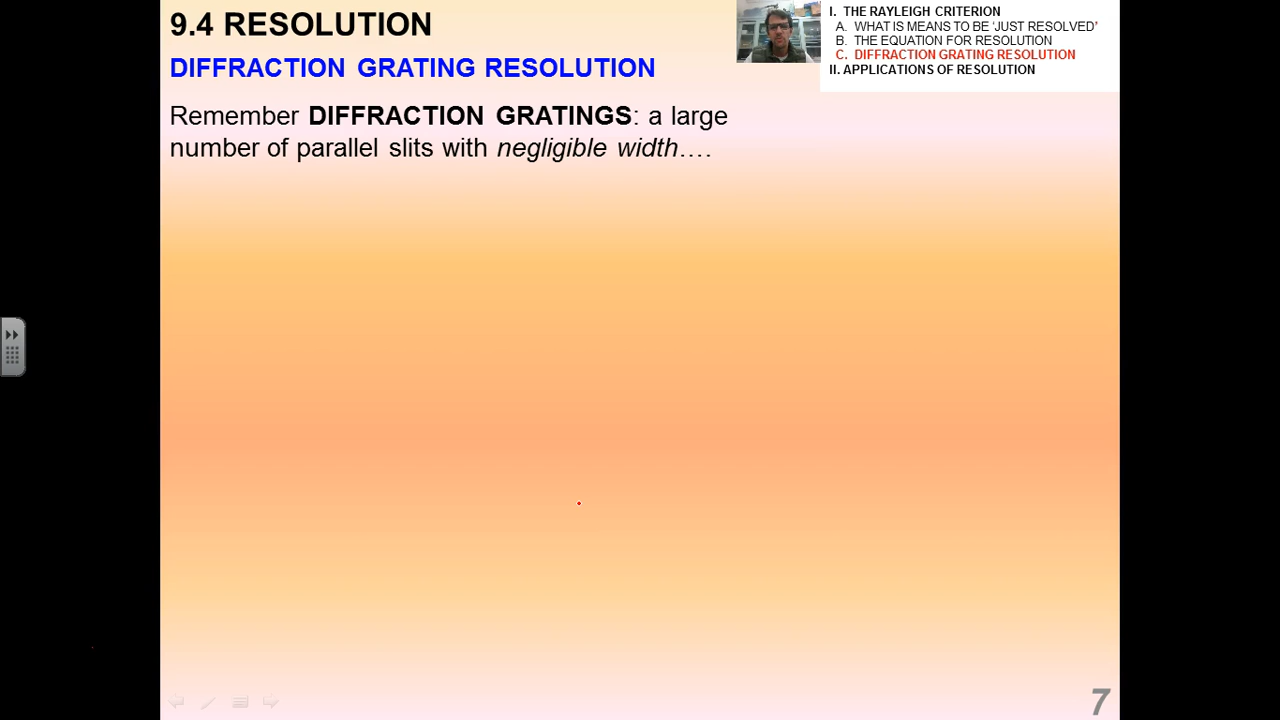 9.4 RESOLUTION
DIFFRACTION GRATING RESOLUTION
Remember DIFFRACTION GRATINGS: a large
number of parallel slits with negligible width….
I. THE RAYLEIGH CRITERION
A. WHAT IS MEANS TO BE 'JUST RESOLVED'
B. THE EQUATION FOR RESOLUTION
C. DIFFRACTION GRATING RESOLUTION
II. APPLICATIONS OF RESOLUTION
7